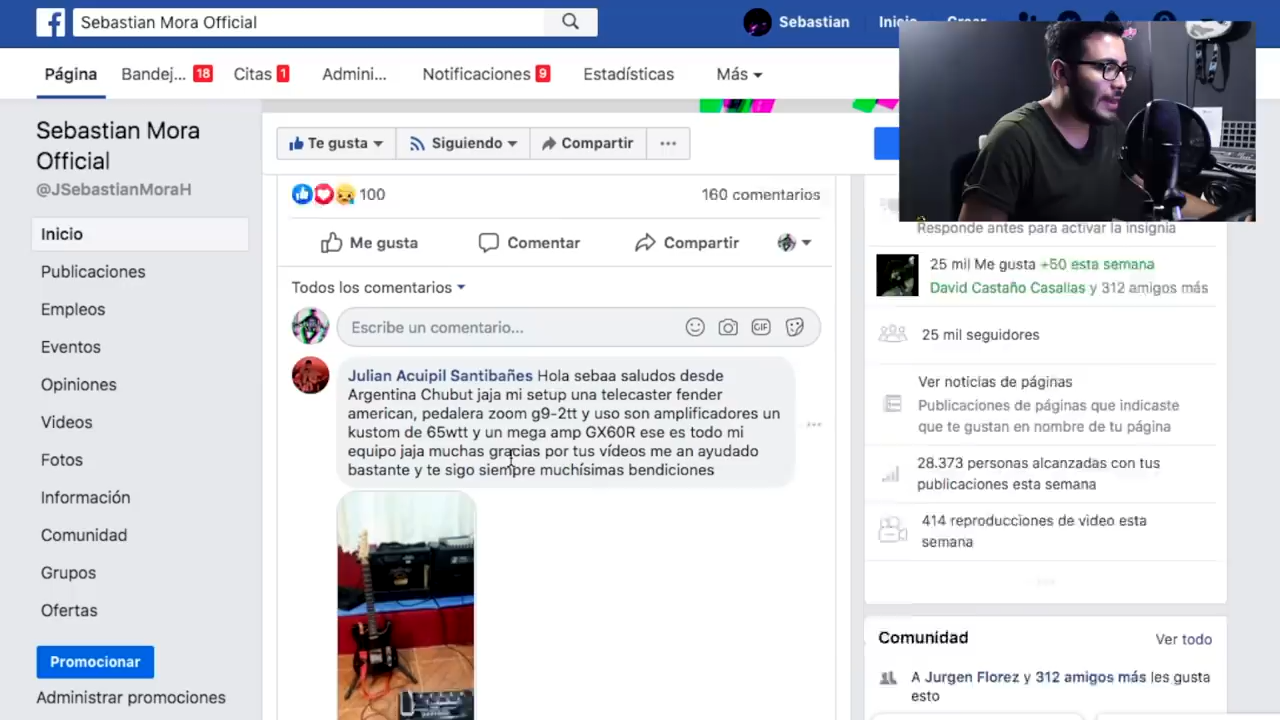 Sebastian Mora Official
Sebastian
Inicio
Crear
Página
Bandej... 18
Citas 1
Admini...
Notificaciones 9
Estadísticas
Más
Sebastian Mora
Official
@JSebastianMoraH
Inicio
Publicaciones
Empleos
Eventos
Opiniones
Videos
Fotos
Información
Comunidad
Grupos
Ofertas
Promocionar
Administrar promociones
Te gusta
Siguiendo
Compartir
100
160 comentarios
Me gusta
Comentar
Compartir
Todos los comentarios
Escribe un comentario...
GIF
Julian Acuipil Santibañes Hola sebaa saludos desde
Argentina Chubut jaja mi setup una telecaster fender
american, pedalera zoom g9-2tt y uso son amplificadores un
kustom de 65wtt y un mega amp GX60R ese es todo mi
equipo jaja muchas gracias por tus vídeos me an ayudado
bastante y te sigo siempre muchísimas bendiciones
Responde antes para activar la insignia
25 mil Me gusta +50 esta semana
David Castaño Casallas y 312 amigos más
25 mil seguidores
Ver noticias de páginas
Publicaciones de páginas que indicaste
que te gustan en nombre de tu página
28.373 personas alcanzadas con tus
publicaciones esta semana
414 reproducciones de video esta
semana
Comunidad
Ver todo
A Jurgen Florez y 312 amigos más les gusta
esto